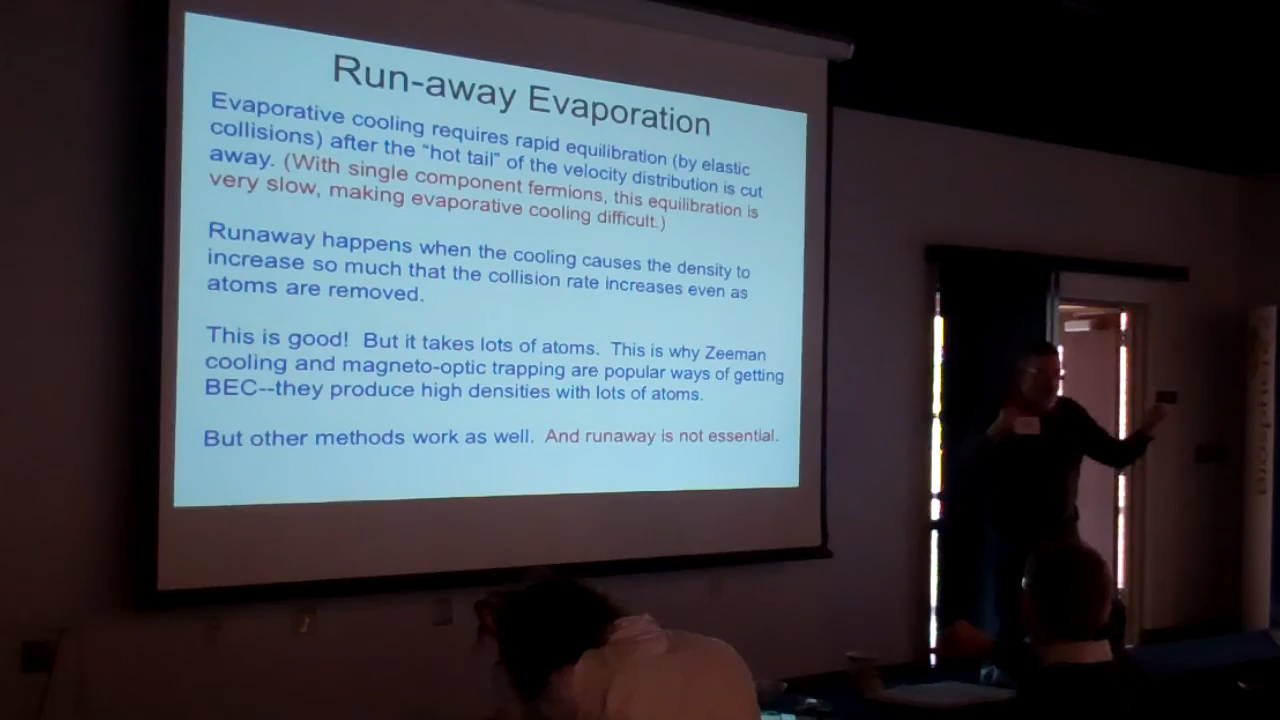 Run-away Evaporation
Evaporative cooling requires rapid equilibration (by elastic
collisions) after the "hot tail" of the velocity distribution is cut
away. (With single component fermions, this equilibration is
very slow, making evaporative cooling difficult.)
Runaway happens when the cooling causes the density to
increase so much that the collision rate increases even as
atoms are removed.
This is good! But it takes lots of atoms. This is why Zeeman
cooling and magneto-optic trapping are popular ways of getting
BEC--they produce high densities with lots of atoms.
But other methods work as well. And runaway is not essential.